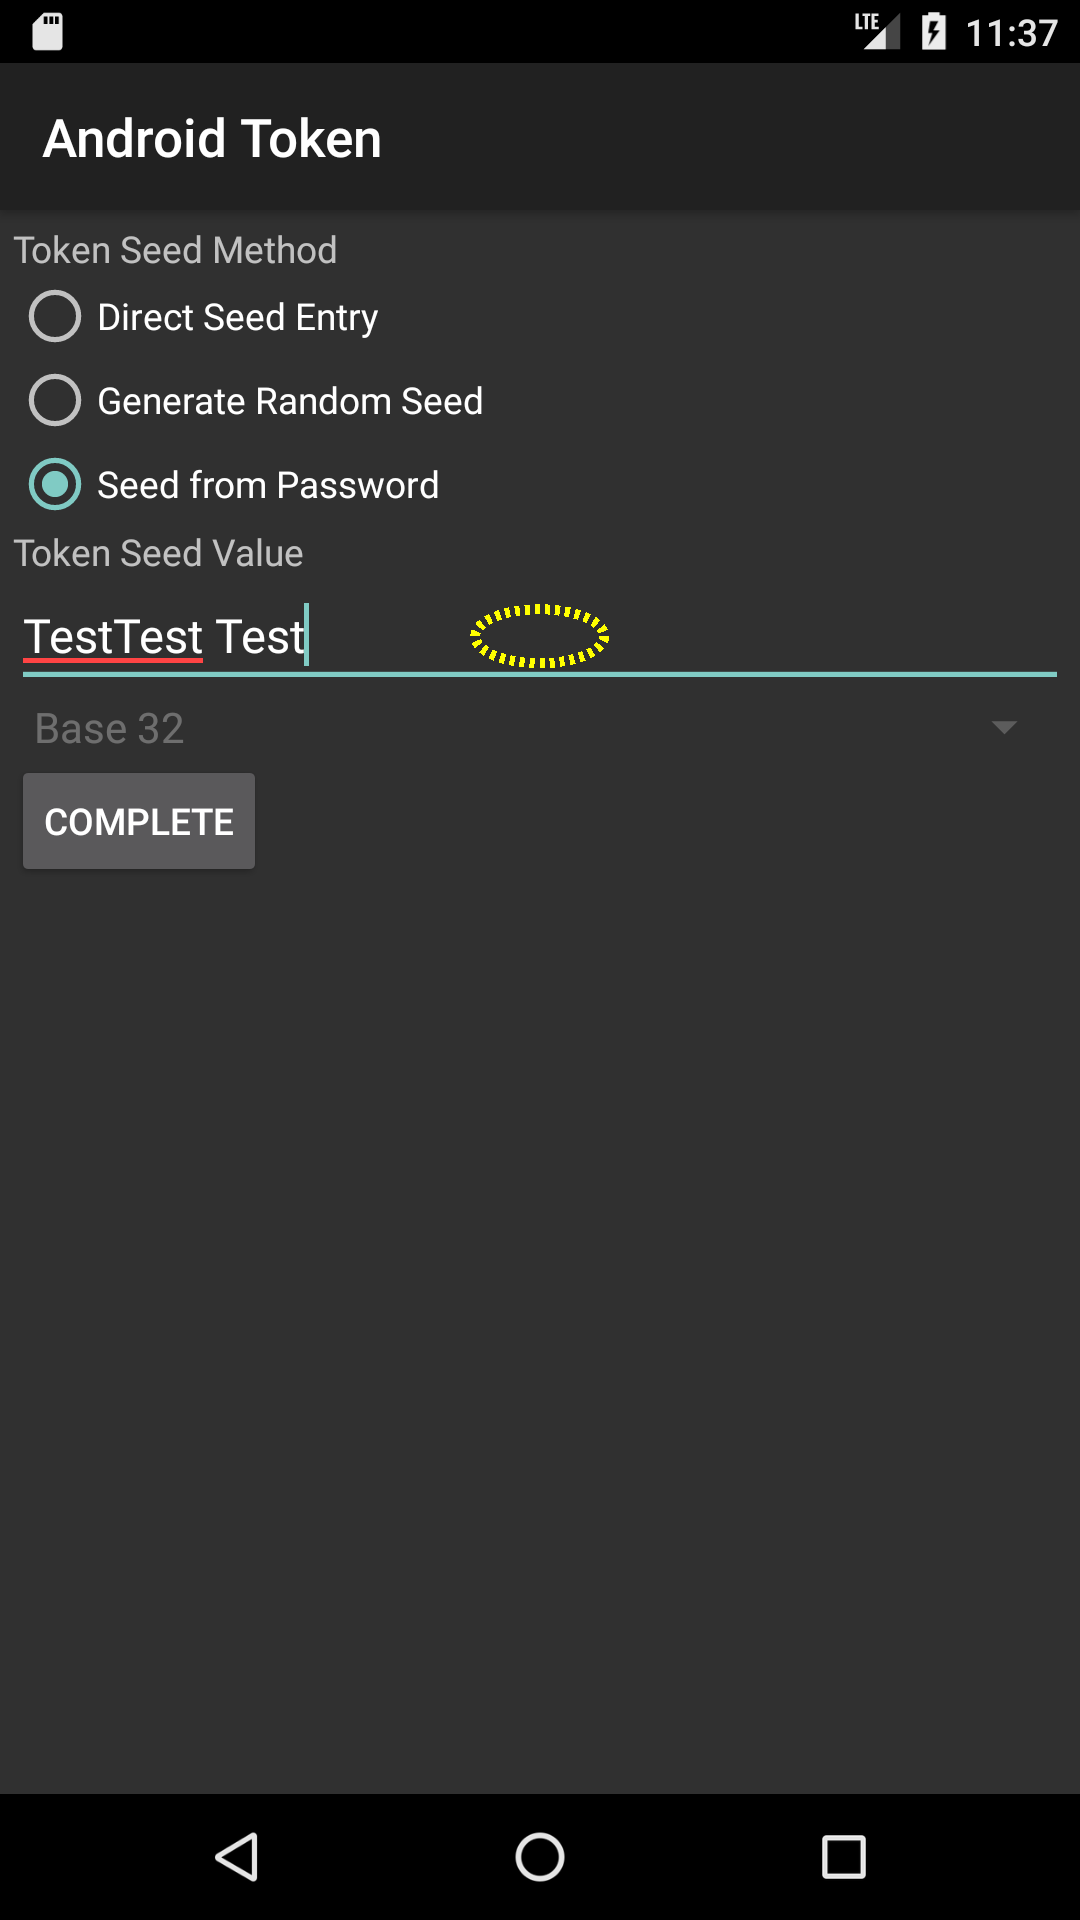 LTE 11:37
Android Token
Token Seed Method
Direct Seed Entry
Generate Random Seed
Seed from Password
Token Seed Value
TestTest Test
Base 32
COMPLETE